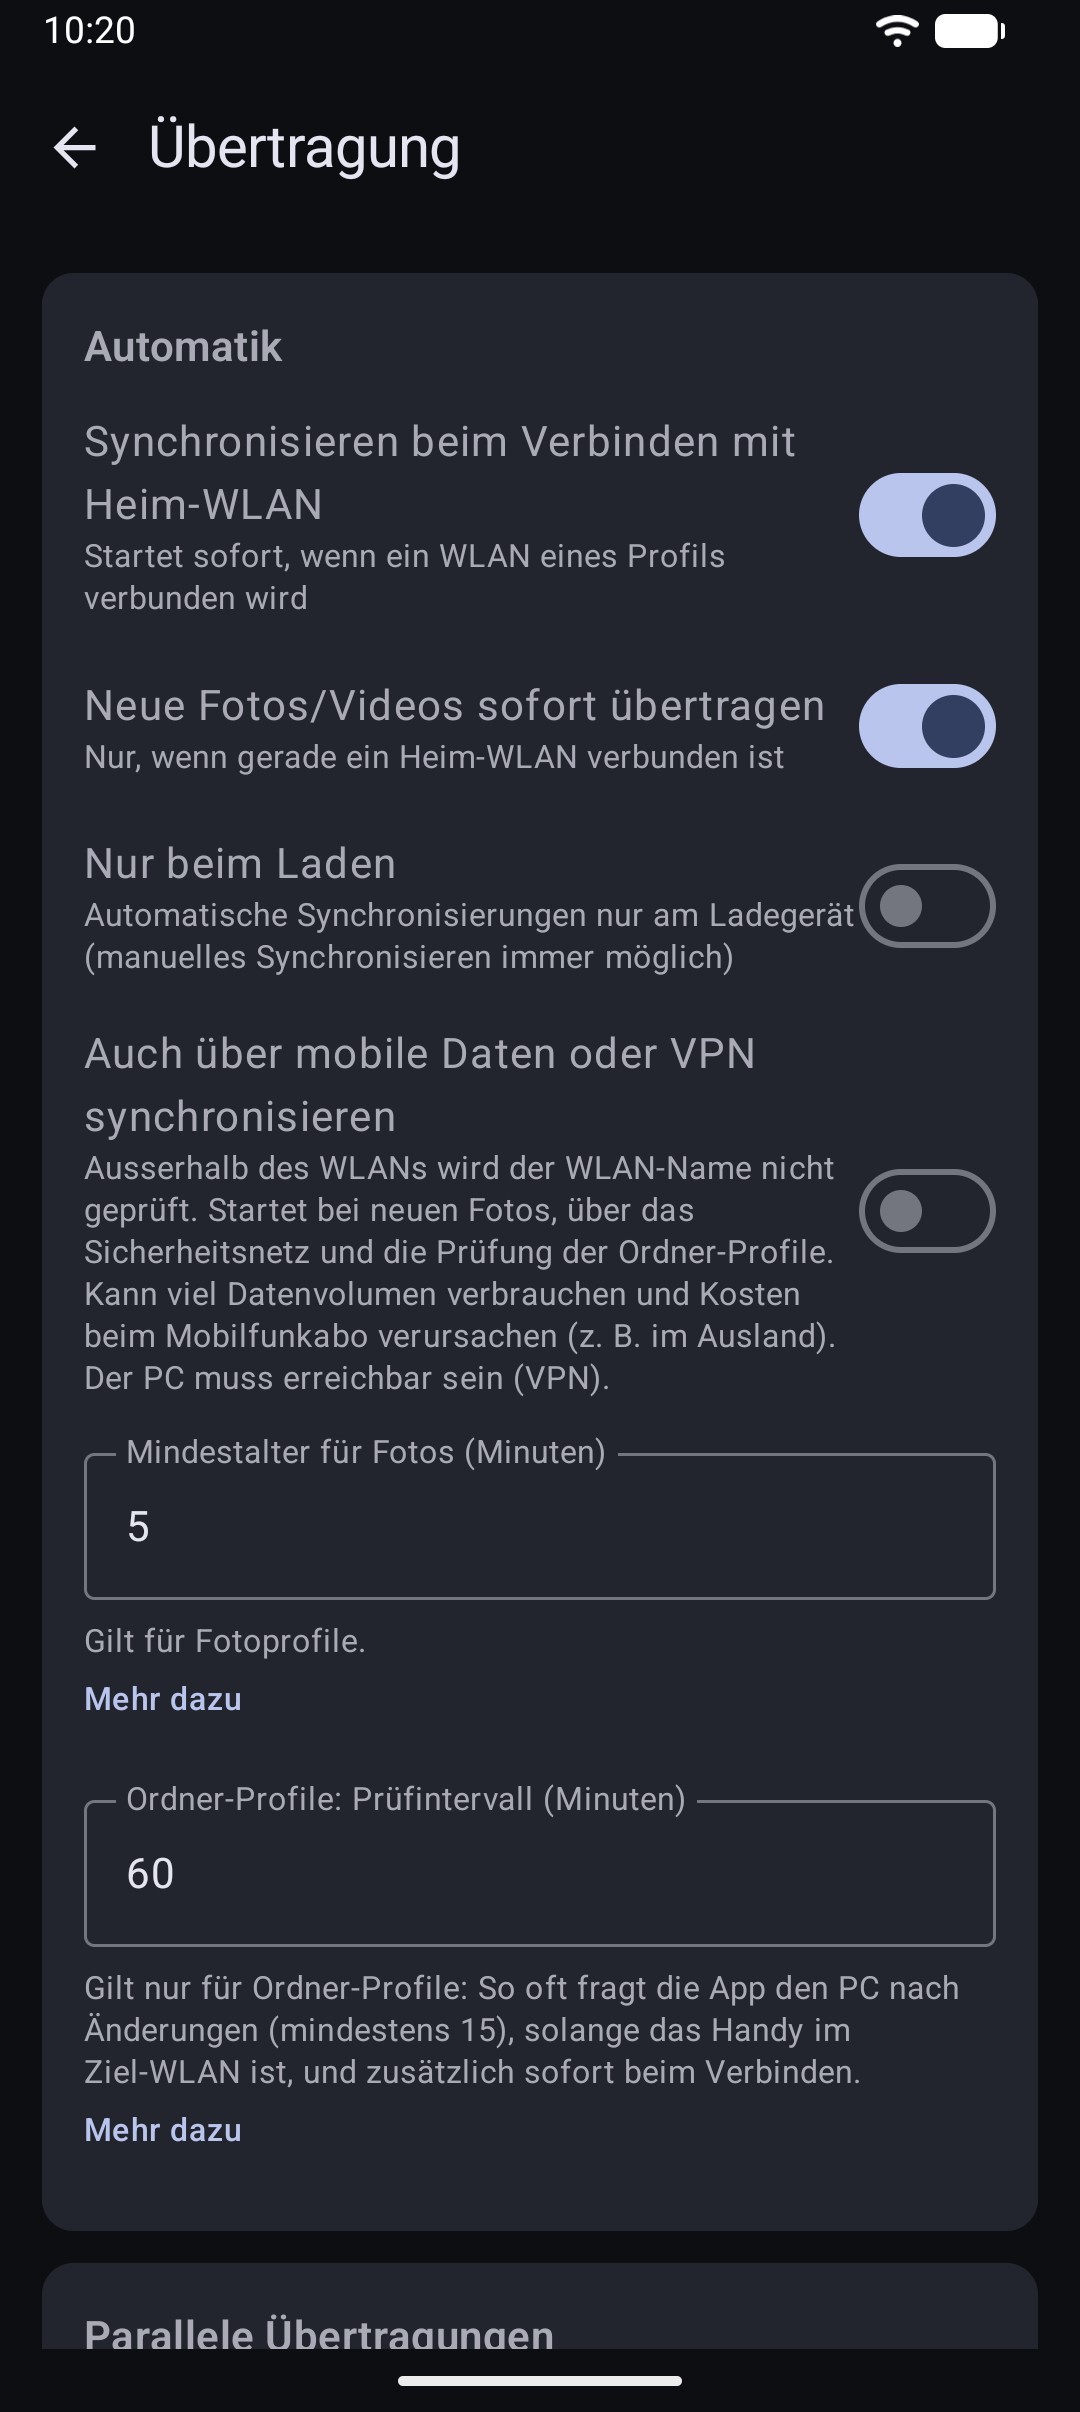 10:20
Übertragung
Automatik
Synchronisieren beim Verbinden mit
Heim-WLAN
Startet sofort, wenn ein WLAN eines Profils
verbunden wird
Neue Fotos/Videos sofort übertragen
Nur, wenn gerade ein Heim-WLAN verbunden ist
Nur beim Laden
Automatische Synchronisierungen nur am Ladegerät
(manuelles Synchronisieren immer möglich)
Auch über mobile Daten oder VPN
synchronisieren
Ausserhalb des WLANs wird der WLAN-Name nicht
geprüft. Startet bei neuen Fotos, über das
Sicherheitsnetz und die Prüfung der Ordner-Profile.
Kann viel Datenvolumen verbrauchen und Kosten
beim Mobilfunkabo verursachen (z. B. im Ausland).
Der PC muss erreichbar sein (VPN).
Mindestalter für Fotos (Minuten)
5
Gilt für Fotoprofile.
Mehr dazu
Ordner-Profile: Prüfintervall (Minuten)
60
Gilt nur für Ordner-Profile: So oft fragt die App den PC nach
Änderungen (mindestens 15), solange das Handy im
Ziel-WLAN ist, und zusätzlich sofort beim Verbinden.
Mehr dazu
Parallele Übertragungen